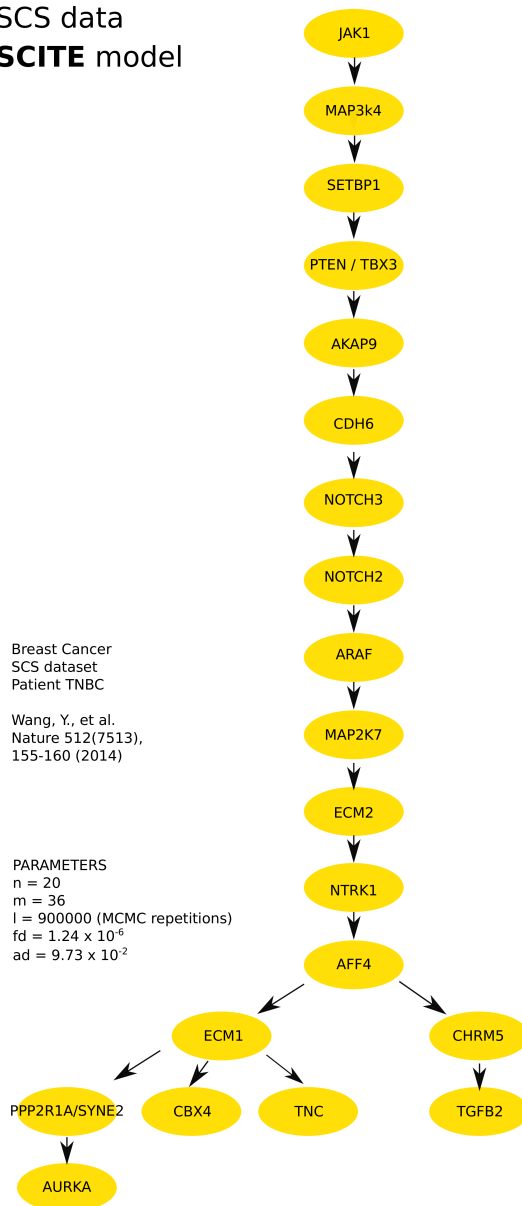 SCS data
SCITE model
JAK1
MAP3k4
SETBP1
PTEN / TBX3
AKAP9
CDH6
NOTCH3
NOTCH2
ARAF
Breast Cancer
SCS dataset
Patient TNBC
Wang, Y., et al.
Nature 512(7513),
155-160 (2014)
MAP2K7
ECM2
PARAMETERS
n = 20
m = 36
l = 900000 (MCMC repetitions)
fd = 1.24 x 10-6
ad = 9.73 x 10-2
NTRK1
AFF4
ECM1 CHRM5
PPP2R1A/SYNE2 CBX4 TNC TGFB2
AURKA